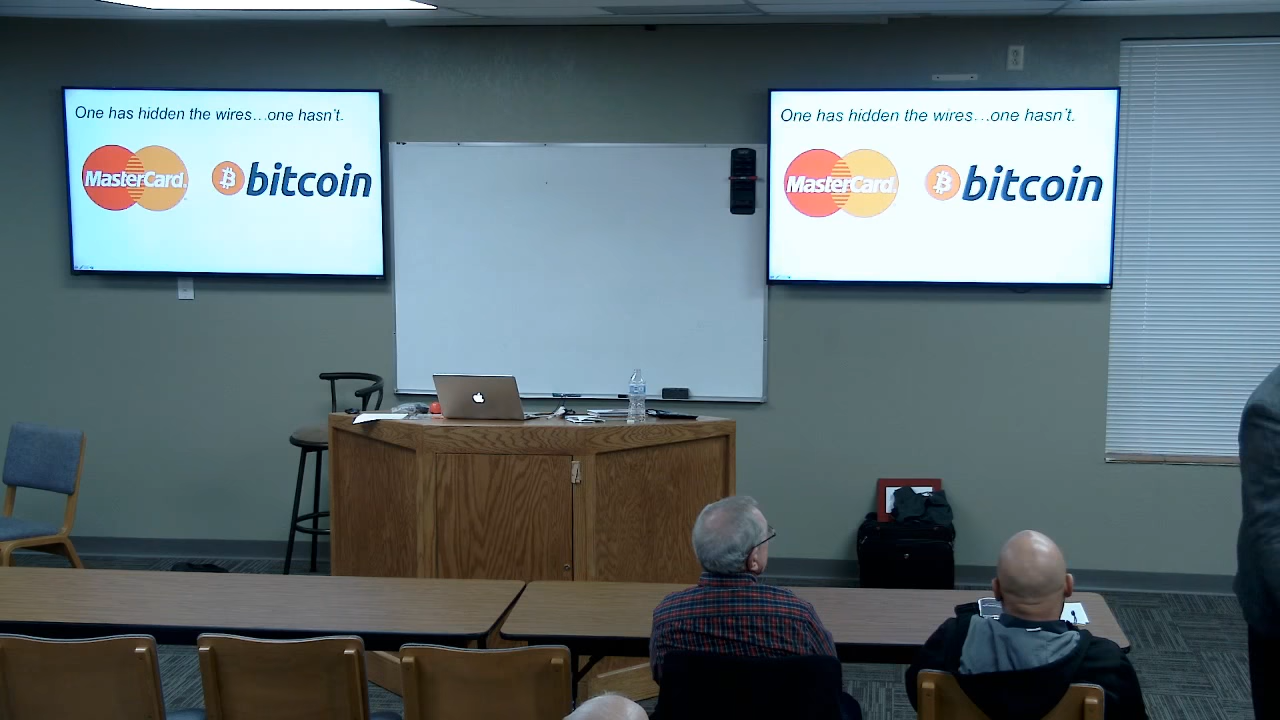 One has hidden the wires...one hasn't.
MasterCard
bitcoin
One has hidden the wires...one hasn't.
MasterCard
bitcoin